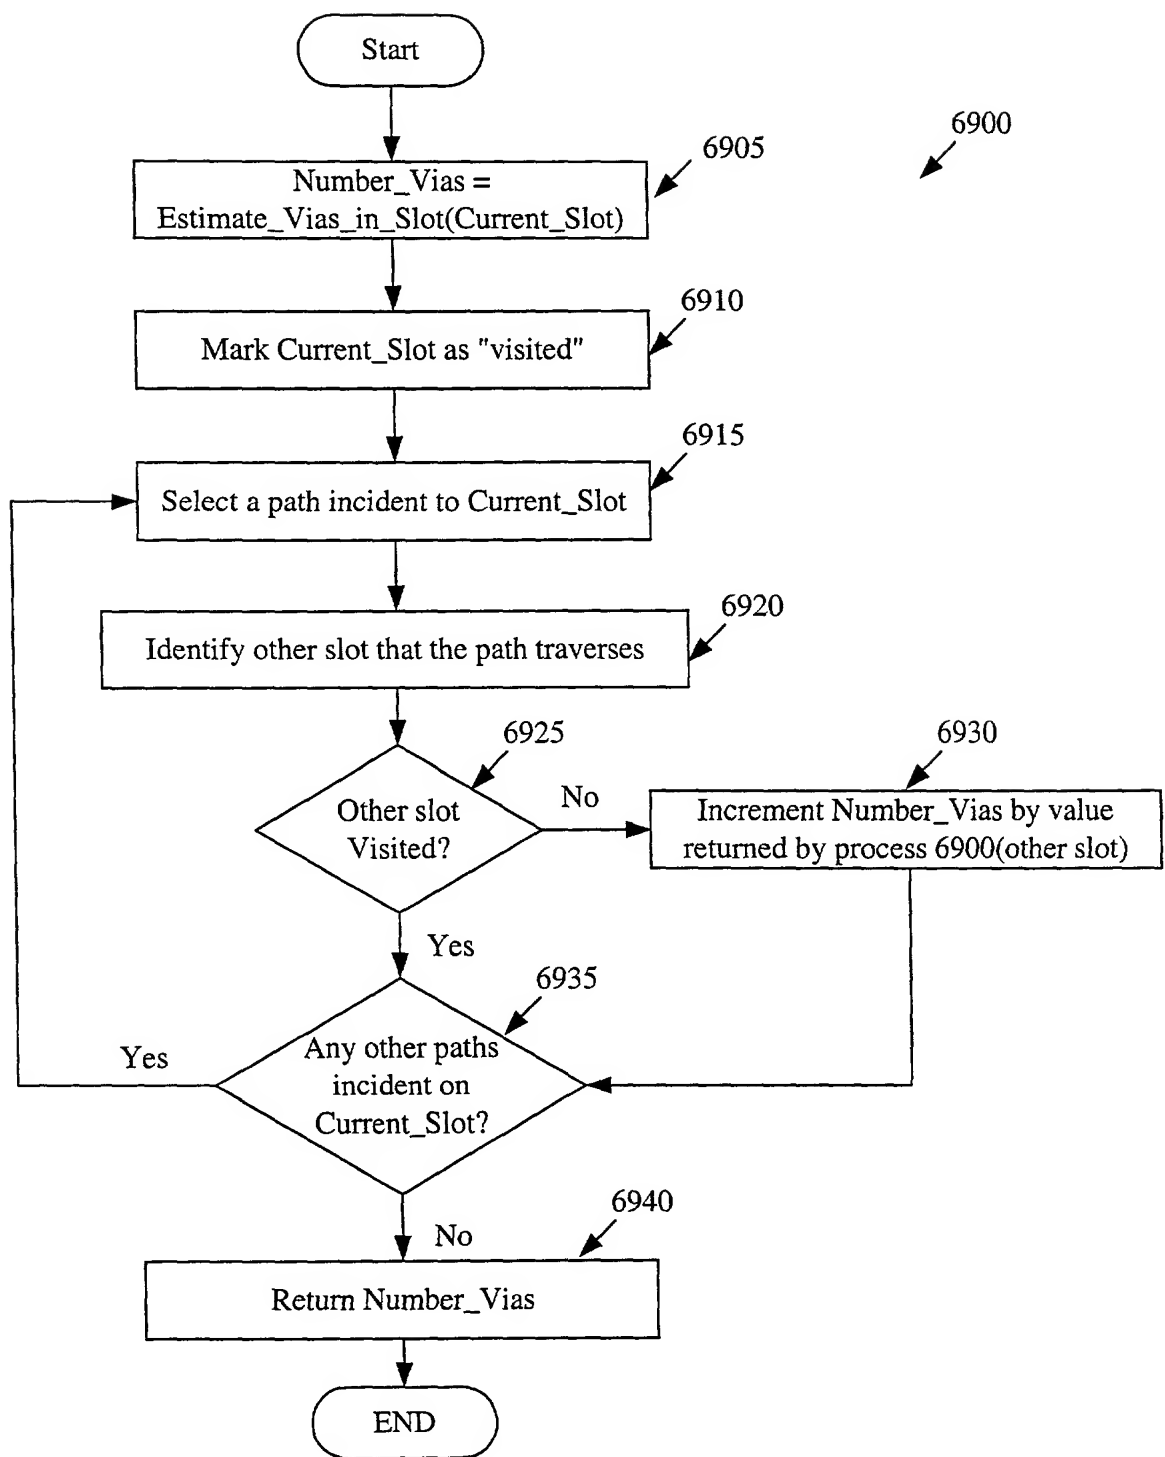 Start
6900
6905
Number_Vias =
Estimate_Vias_in_Slot(Current_Slot)
6910
Mark Current_Slot as "visited"
6915
Select a path incident to Current_Slot
6920
Identify other slot that the path traverses
6925
Other slot
Visited?
No
6930
Increment Number_Vias by value
returned by process 6900(other slot)
Yes
6935
Any other paths
incident on
Current_Slot?
Yes
No
6940
Return Number_Vias
END